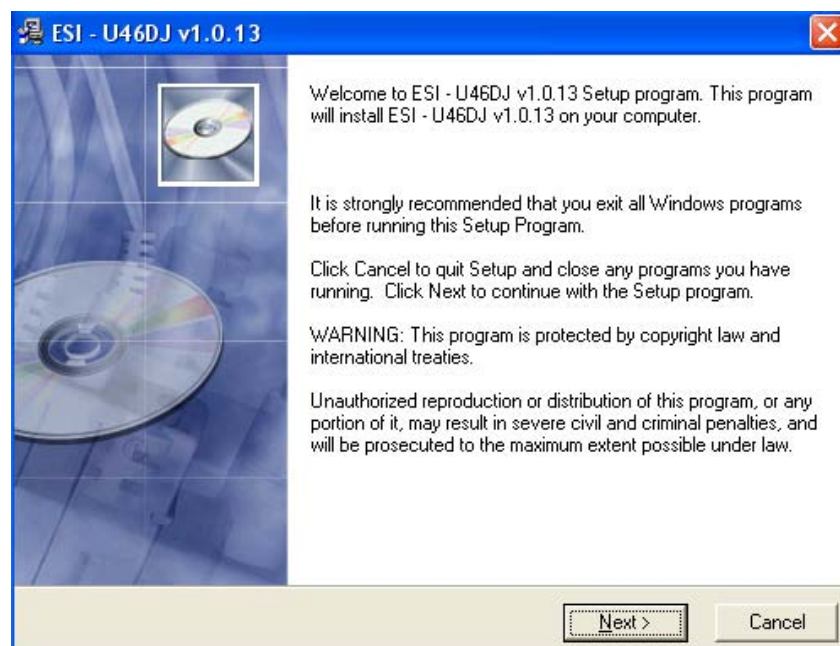 ESI - U46DJ v1.0.13
Welcome to ESI - U46DJ v1.0.13 Setup program. This program
will install ESI - U46DJ v1.0.13 on your computer.
It is strongly recommended that you exit all Windows programs
before running this Setup Program.
Click Cancel to quit Setup and close any programs you have
running. Click Next to continue with the Setup program.
WARNING: This program is protected by copyright law and
international treaties.
Unauthorized reproduction or distribution of this program, or any
portion of it, may result in severe civil and criminal penalties, and
will be prosecuted to the maximum extent possible under law.
Next >
Cancel